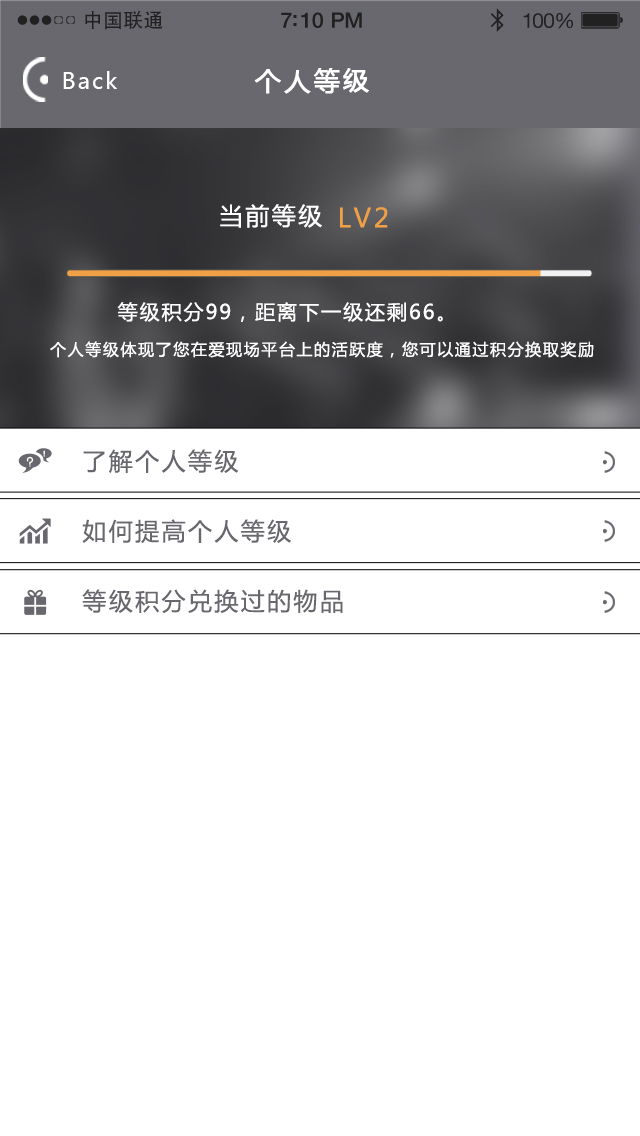 中国联通 7:10 PM 100%
Back 个人等级
当前等级 LV2
等级积分99，距离下一级还剩66。
个人等级体现了您在爱现场平台上的活跃度，您可以通过积分换取奖励
了解个人等级
如何提高个人等级
等级积分兑换过的物品